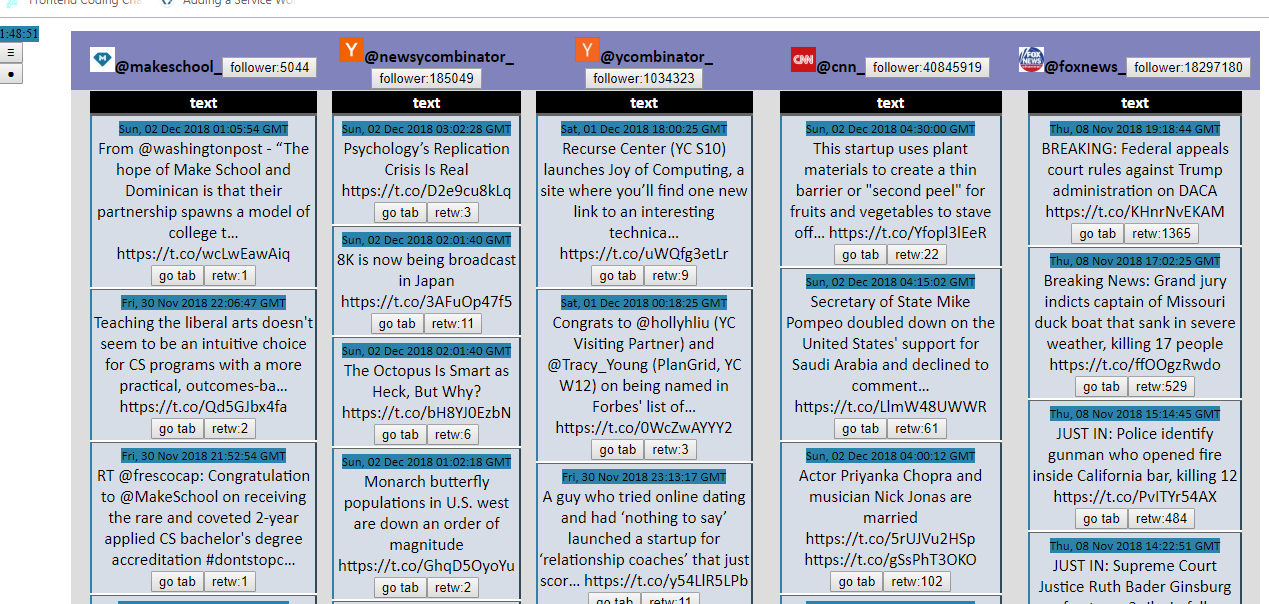 Frontend Coding Cha
Adding a Service Wo
1:48:51
☰
●
@makeschool_ follower:5044
text
Sun, 02 Dec 2018 01:05:54 GMT
From @washingtonpost - “The
hope of Make School and
Dominican is that their
partnership spawns a model of
college t...
https://t.co/wcLwEawAiq
go tab retw:1
Fri, 30 Nov 2018 22:06:47 GMT
Teaching the liberal arts doesn't
seem to be an intuitive choice
for CS programs with a more
practical, outcomes-ba...
https://t.co/Qd5GJbx4fa
go tab retw:2
Fri, 30 Nov 2018 21:52:54 GMT
RT @frescocap: Congratulation
to @MakeSchool on receiving
the rare and coveted 2-year
applied CS bachelor's degree
accreditation #dontstopc...
go tab retw:1
Y @newsycombinator_
follower:185049
text
Sun, 02 Dec 2018 03:02:28 GMT
Psychology’s Replication
Crisis Is Real
https://t.co/D2e9cu8kLq
go tab retw:3
Sun, 02 Dec 2018 02:01:40 GMT
8K is now being broadcast
in Japan
https://t.co/3AFuOp47f5
go tab retw:11
Sun, 02 Dec 2018 02:01:40 GMT
The Octopus Is Smart as
Heck, But Why?
https://t.co/bH8YJ0EzbN
go tab retw:6
Sun, 02 Dec 2018 01:02:18 GMT
Monarch butterfly
populations in U.S. west
are down an order of
magnitude
https://t.co/GhqD5OyoYu
go tab retw:2
Y @ycombinator_
follower:1034323
text
Sat, 01 Dec 2018 18:00:25 GMT
Recurse Center (YC S10)
launches Joy of Computing, a
site where you’ll find one new
link to an interesting
technica...
https://t.co/uWQfg3etLr
go tab retw:9
Sat, 01 Dec 2018 00:18:25 GMT
Congrats to @hollyhliu (YC
Visiting Partner) and
@Tracy_Young (PlanGrid, YC
W12) on being named in
Forbes' list of...
https://t.co/0WcZwAYYY2
go tab retw:3
Fri, 30 Nov 2018 23:13:17 GMT
A guy who tried online dating
and had ‘nothing to say’
launched a startup for
‘relationship coaches’ that just
scor... https://t.co/y54LlR5LPb
go tab retw:11
CNN @cnn_ follower:40845919
text
Sun, 02 Dec 2018 04:30:00 GMT
This startup uses plant
materials to create a thin
barrier or "second peel" for
fruits and vegetables to stave
off... https://t.co/Yfopl3lEeR
go tab retw:22
Sun, 02 Dec 2018 04:15:02 GMT
Secretary of State Mike
Pompeo doubled down on the
United States' support for
Saudi Arabia and declined to
comment...
https://t.co/LlmW48UWWR
go tab retw:61
Sun, 02 Dec 2018 04:00:12 GMT
Actor Priyanka Chopra and
musician Nick Jonas are
married
https://t.co/5rUJVu2HSp
https://t.co/gSsPhT3OKO
go tab retw:102
FOX NEWS @foxnews_ follower:18297180
text
Thu, 08 Nov 2018 19:18:44 GMT
BREAKING: Federal appeals
court rules against Trump
administration on DACA
https://t.co/KHnrNvEKAM
go tab retw:1365
Thu, 08 Nov 2018 17:02:25 GMT
Breaking News: Grand jury
indicts captain of Missouri
duck boat that sank in severe
weather, killing 17 people
https://t.co/ffOOgzRwdo
go tab retw:529
Thu, 08 Nov 2018 15:14:45 GMT
JUST IN: Police identify
gunman who opened fire
inside California bar, killing 12
https://t.co/PvITYr54AX
go tab retw:484
Thu, 08 Nov 2018 14:22:51 GMT
JUST IN: Supreme Court
Justice Ruth Bader Ginsburg